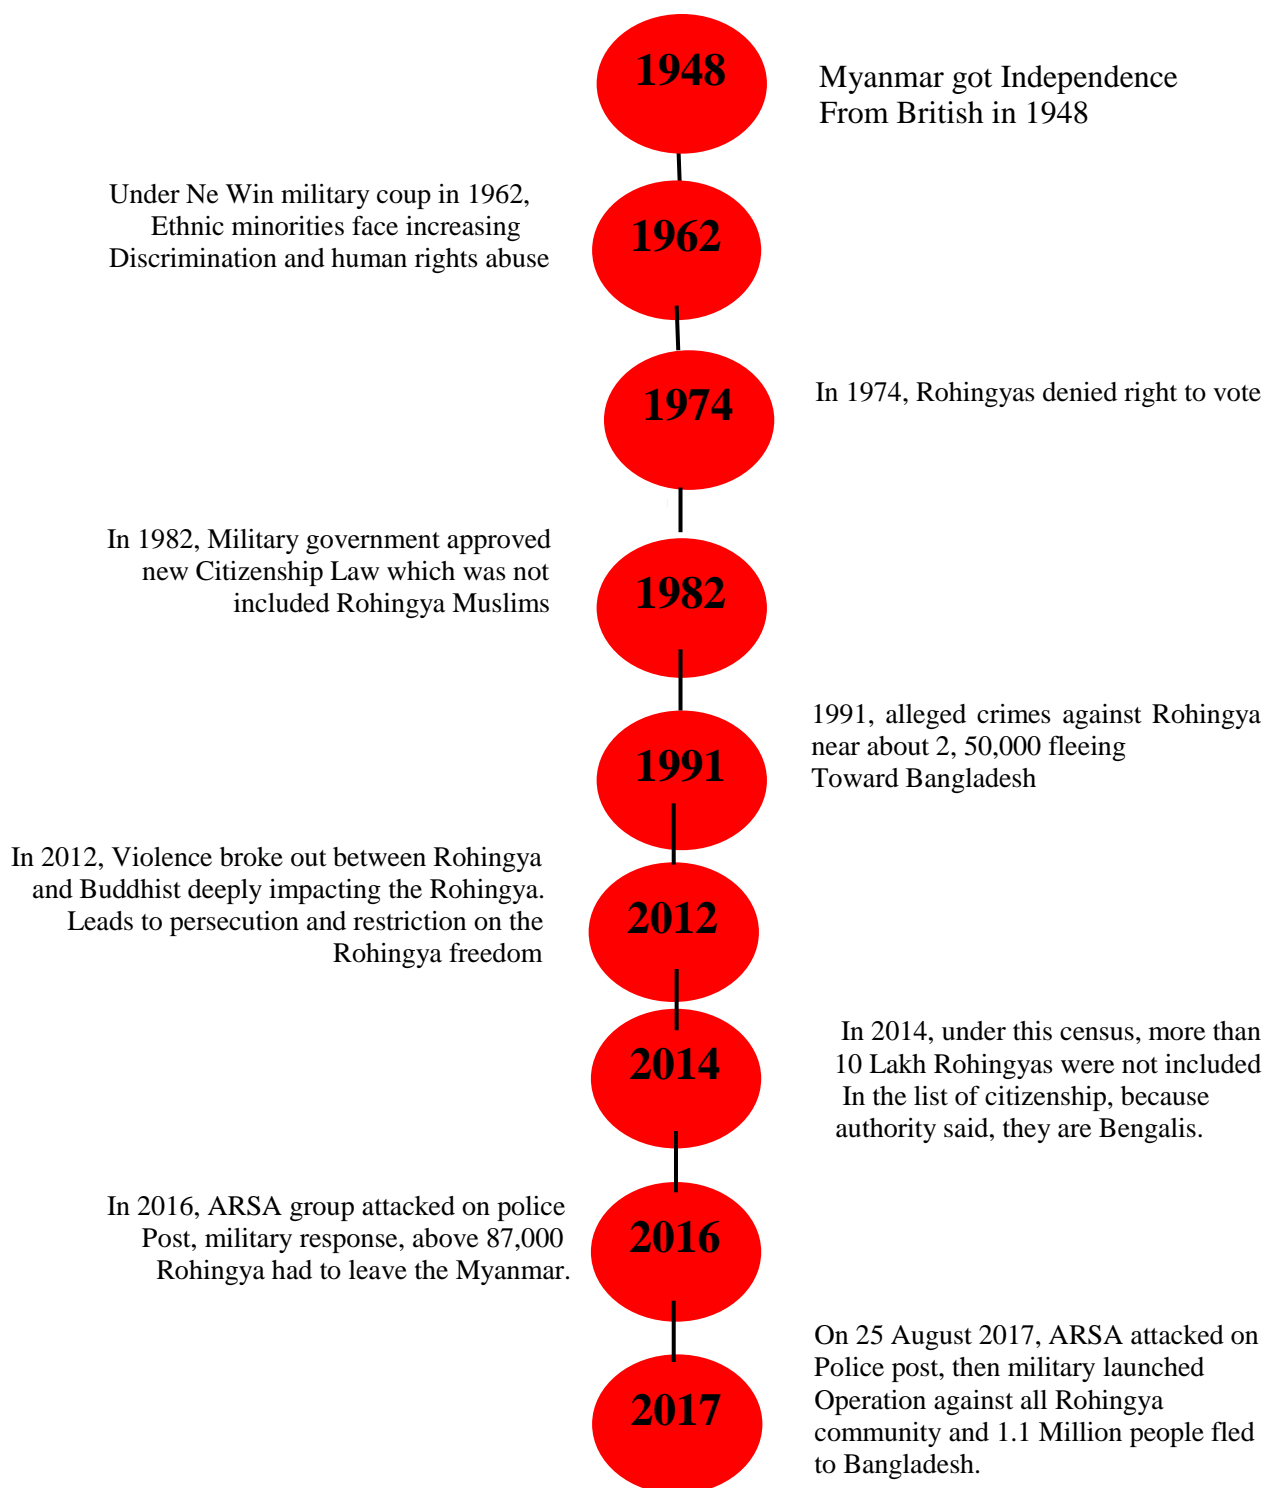 1948
Myanmar got Independence
From British in 1948
Under Ne Win military coup in 1962,
Ethnic minorities face increasing
Discrimination and human rights abuse
1962
1974
In 1974, Rohingyas denied right to vote
In 1982, Military government approved
new Citizenship Law which was not
included Rohingya Muslims
1982
1991
1991, alleged crimes against Rohingya
near about 2, 50,000 fleeing
Toward Bangladesh
In 2012, Violence broke out between Rohingya
and Buddhist deeply impacting the Rohingya.
Leads to persecution and restriction on the
Rohingya freedom
2012
2014
In 2014, under this census, more than
10 Lakh Rohingyas were not included
In the list of citizenship, because
authority said, they are Bengalis.
In 2016, ARSA group attacked on police
Post, military response, above 87,000
Rohingya had to leave the Myanmar.
2016
2017
On 25 August 2017, ARSA attacked on
Police post, then military launched
Operation against all Rohingya
community and 1.1 Million people fled
to Bangladesh.